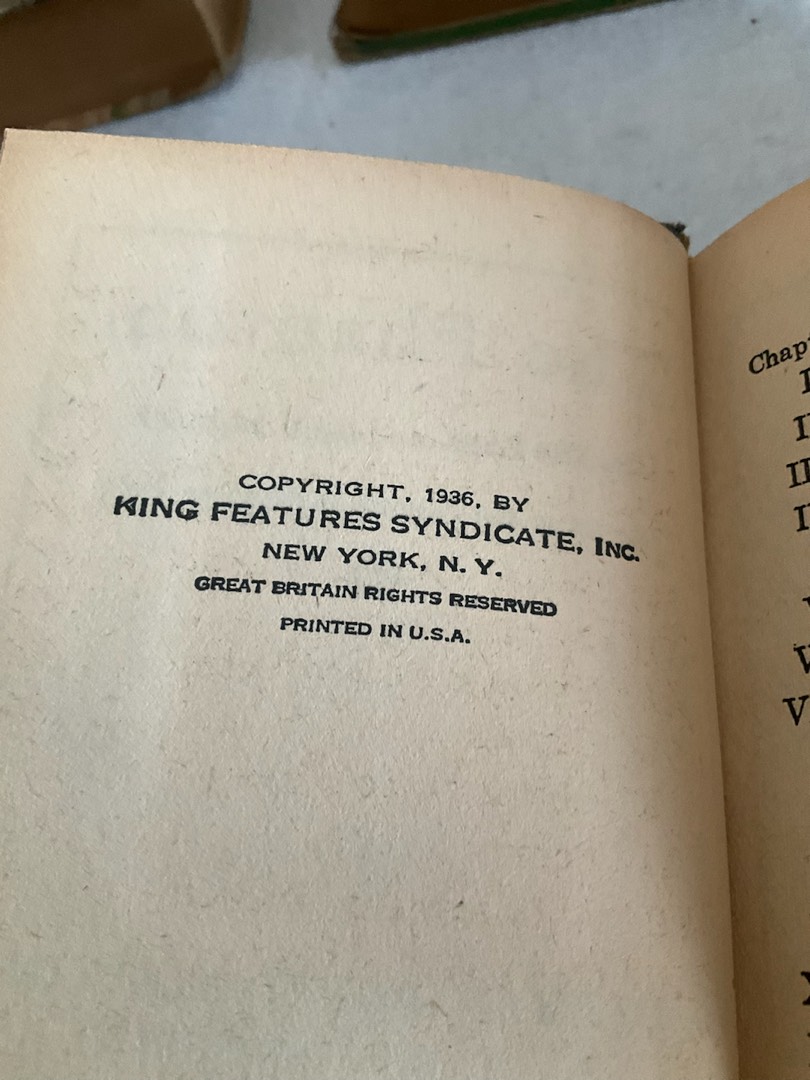 COPYRIGHT, 1936, BY
KING FEATURES SYNDICATE, INC.
NEW YORK, N. Y.
GREAT BRITAIN RIGHTS RESERVED
PRINTED IN U.S.A.